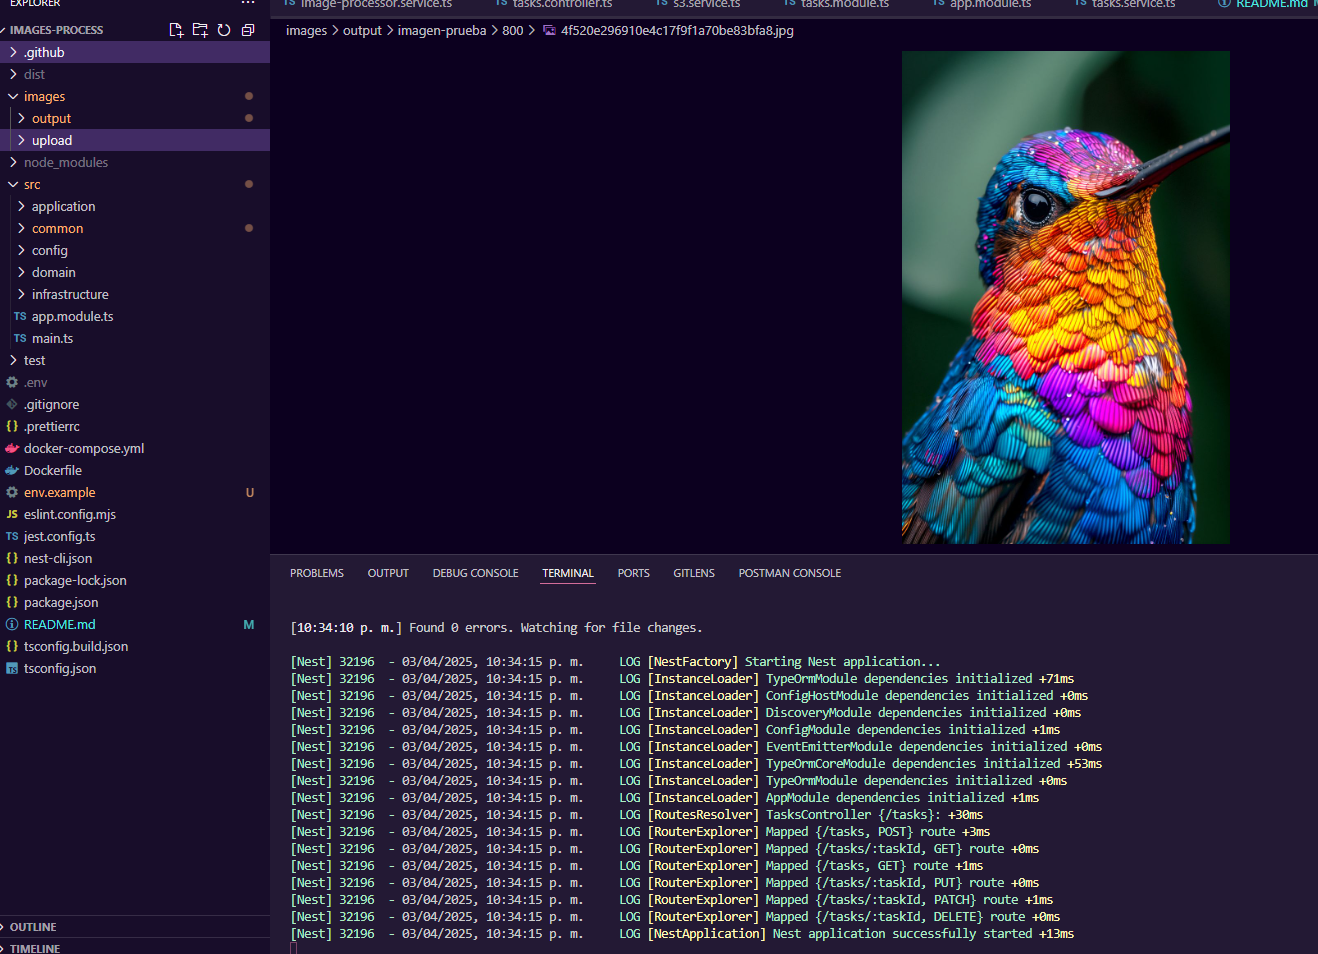 EXPLORER ...
image-processor.service.ts tasks.controller.ts s3.service.ts tasks.module.ts app.module.ts tasks.service.ts README.md M
IMAGES-PROCESS
images > output > imagen-prueba > 800 > 4f520e296910e4c17f9f1a70be83bfa8.jpg
.github
dist
images
output
upload
node_modules
src
application
common
config
domain
infrastructure
TS app.module.ts
TS main.ts
test
.env
.gitignore
{} .prettierrc
docker-compose.yml
Dockerfile
env.example U
JS eslint.config.mjs
TS jest.config.ts
{} nest-cli.json
{} package-lock.json
{} package.json
README.md M
{} tsconfig.build.json
tsconfig.json
OUTLINE
TIMELINE
PROBLEMS OUTPUT DEBUG CONSOLE TERMINAL PORTS GITLENS POSTMAN CONSOLE
[10:34:10 p. m.] Found 0 errors. Watching for file changes.
[Nest] 32196 - 03/04/2025, 10:34:15 p. m. LOG [NestFactory] Starting Nest application...
[Nest] 32196 - 03/04/2025, 10:34:15 p. m. LOG [InstanceLoader] TypeOrmModule dependencies initialized +71ms
[Nest] 32196 - 03/04/2025, 10:34:15 p. m. LOG [InstanceLoader] ConfigHostModule dependencies initialized +0ms
[Nest] 32196 - 03/04/2025, 10:34:15 p. m. LOG [InstanceLoader] DiscoveryModule dependencies initialized +0ms
[Nest] 32196 - 03/04/2025, 10:34:15 p. m. LOG [InstanceLoader] ConfigModule dependencies initialized +1ms
[Nest] 32196 - 03/04/2025, 10:34:15 p. m. LOG [InstanceLoader] EventEmitterModule dependencies initialized +0ms
[Nest] 32196 - 03/04/2025, 10:34:15 p. m. LOG [InstanceLoader] TypeOrmCoreModule dependencies initialized +53ms
[Nest] 32196 - 03/04/2025, 10:34:15 p. m. LOG [InstanceLoader] TypeOrmModule dependencies initialized +0ms
[Nest] 32196 - 03/04/2025, 10:34:15 p. m. LOG [InstanceLoader] AppModule dependencies initialized +1ms
[Nest] 32196 - 03/04/2025, 10:34:15 p. m. LOG [RoutesResolver] TasksController {/tasks}: +30ms
[Nest] 32196 - 03/04/2025, 10:34:15 p. m. LOG [RouterExplorer] Mapped {/tasks, POST} route +3ms
[Nest] 32196 - 03/04/2025, 10:34:15 p. m. LOG [RouterExplorer] Mapped {/tasks/:taskId, GET} route +0ms
[Nest] 32196 - 03/04/2025, 10:34:15 p. m. LOG [RouterExplorer] Mapped {/tasks, GET} route +1ms
[Nest] 32196 - 03/04/2025, 10:34:15 p. m. LOG [RouterExplorer] Mapped {/tasks/:taskId, PUT} route +0ms
[Nest] 32196 - 03/04/2025, 10:34:15 p. m. LOG [RouterExplorer] Mapped {/tasks/:taskId, PATCH} route +1ms
[Nest] 32196 - 03/04/2025, 10:34:15 p. m. LOG [RouterExplorer] Mapped {/tasks/:taskId, DELETE} route +0ms
[Nest] 32196 - 03/04/2025, 10:34:15 p. m. LOG [NestApplication] Nest application successfully started +13ms